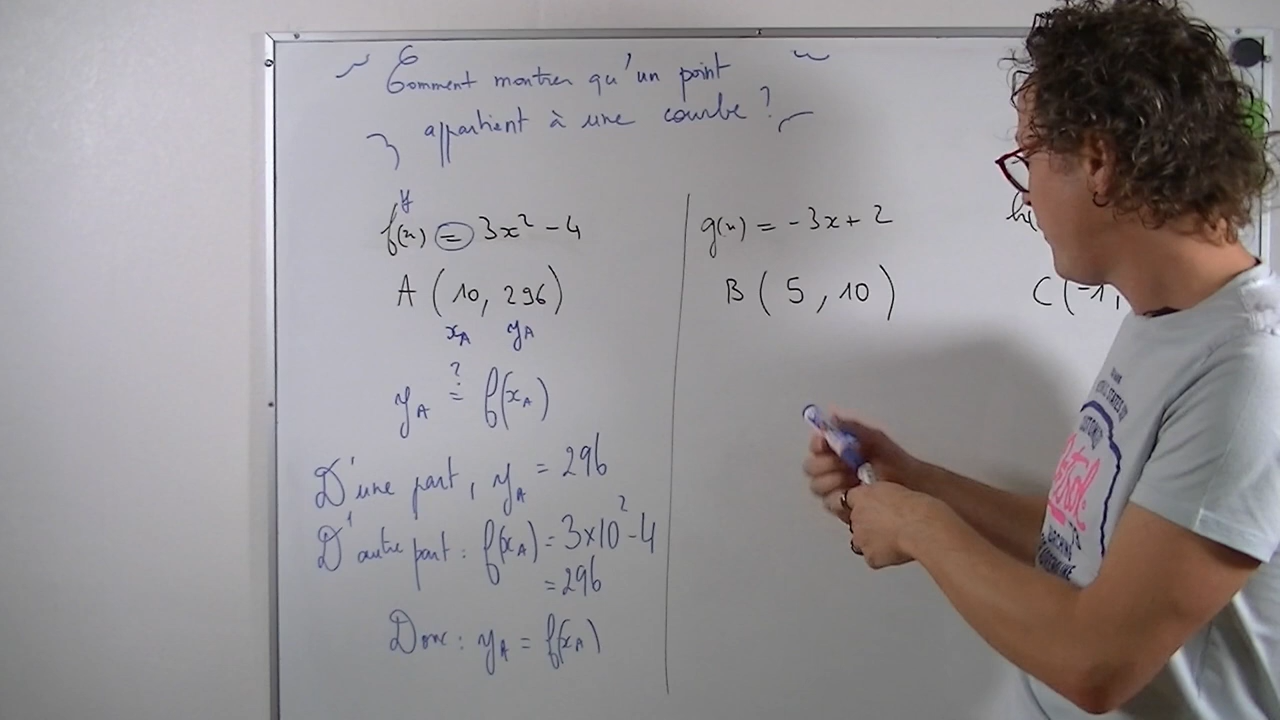 Comment montrer qu'un point
appartient à une courbe ?
y
f(x) = 3x² - 4
A ( 10, 296 )
x_A y_A
y_A =? f(x_A)
D'une part, y_A = 296
D'autre part : f(x_A) = 3×10² - 4
= 296
Donc : y_A = f(x_A)
g(x) = -3x + 2
B ( 5 , 10 )
h(
C (-1,